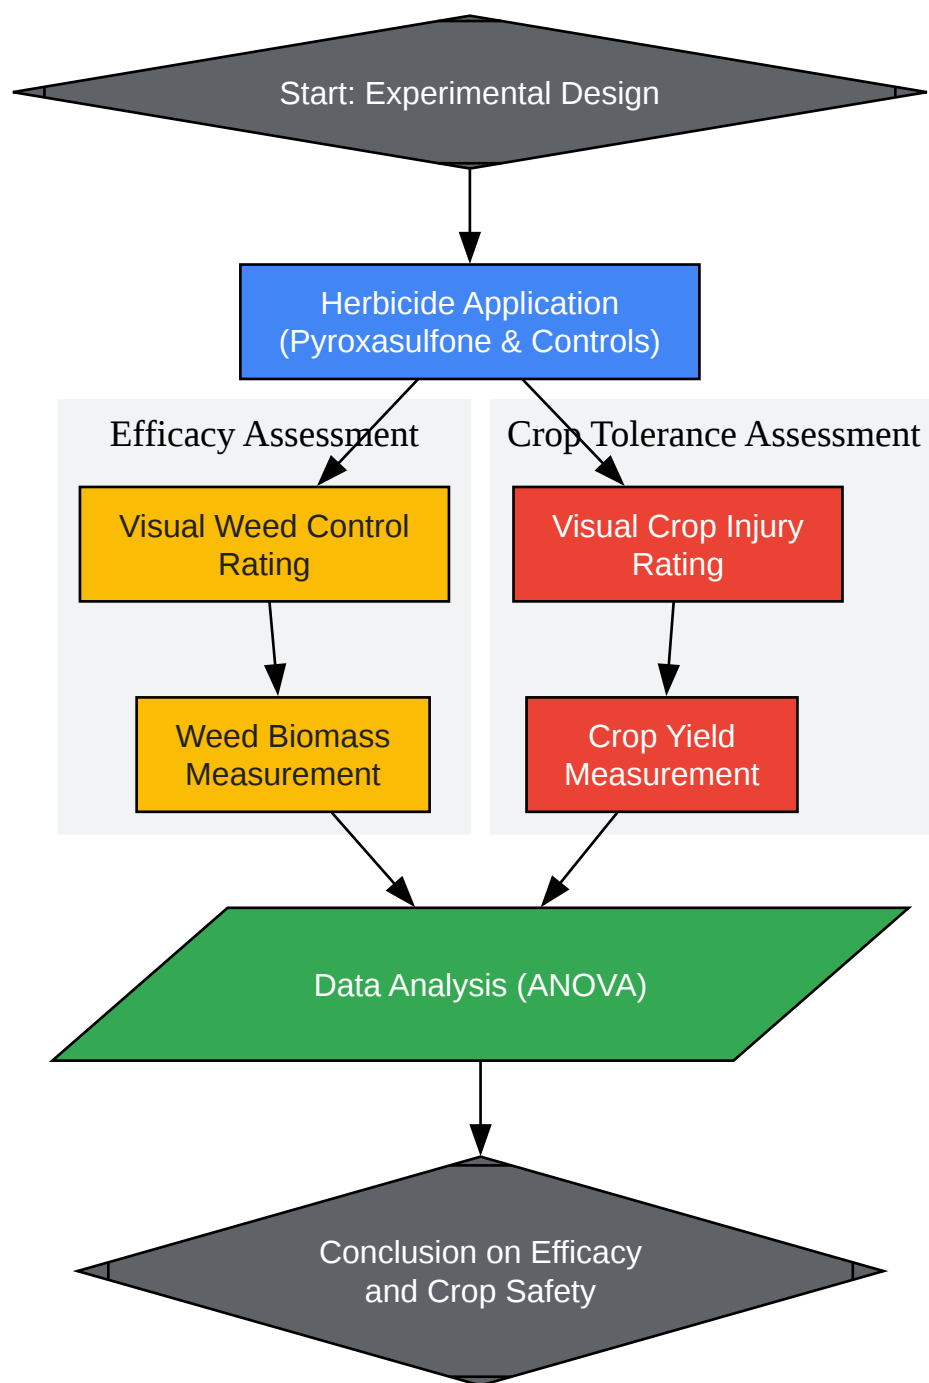 Start: Experimental Design
Herbicide Application
(Pyroxasulfone & Controls)
Efficacy Assessment
Visual Weed Control
Rating
Weed Biomass
Measurement
Crop Tolerance Assessment
Visual Crop Injury
Rating
Crop Yield
Measurement
Data Analysis (ANOVA)
Conclusion on Efficacy
and Crop Safety